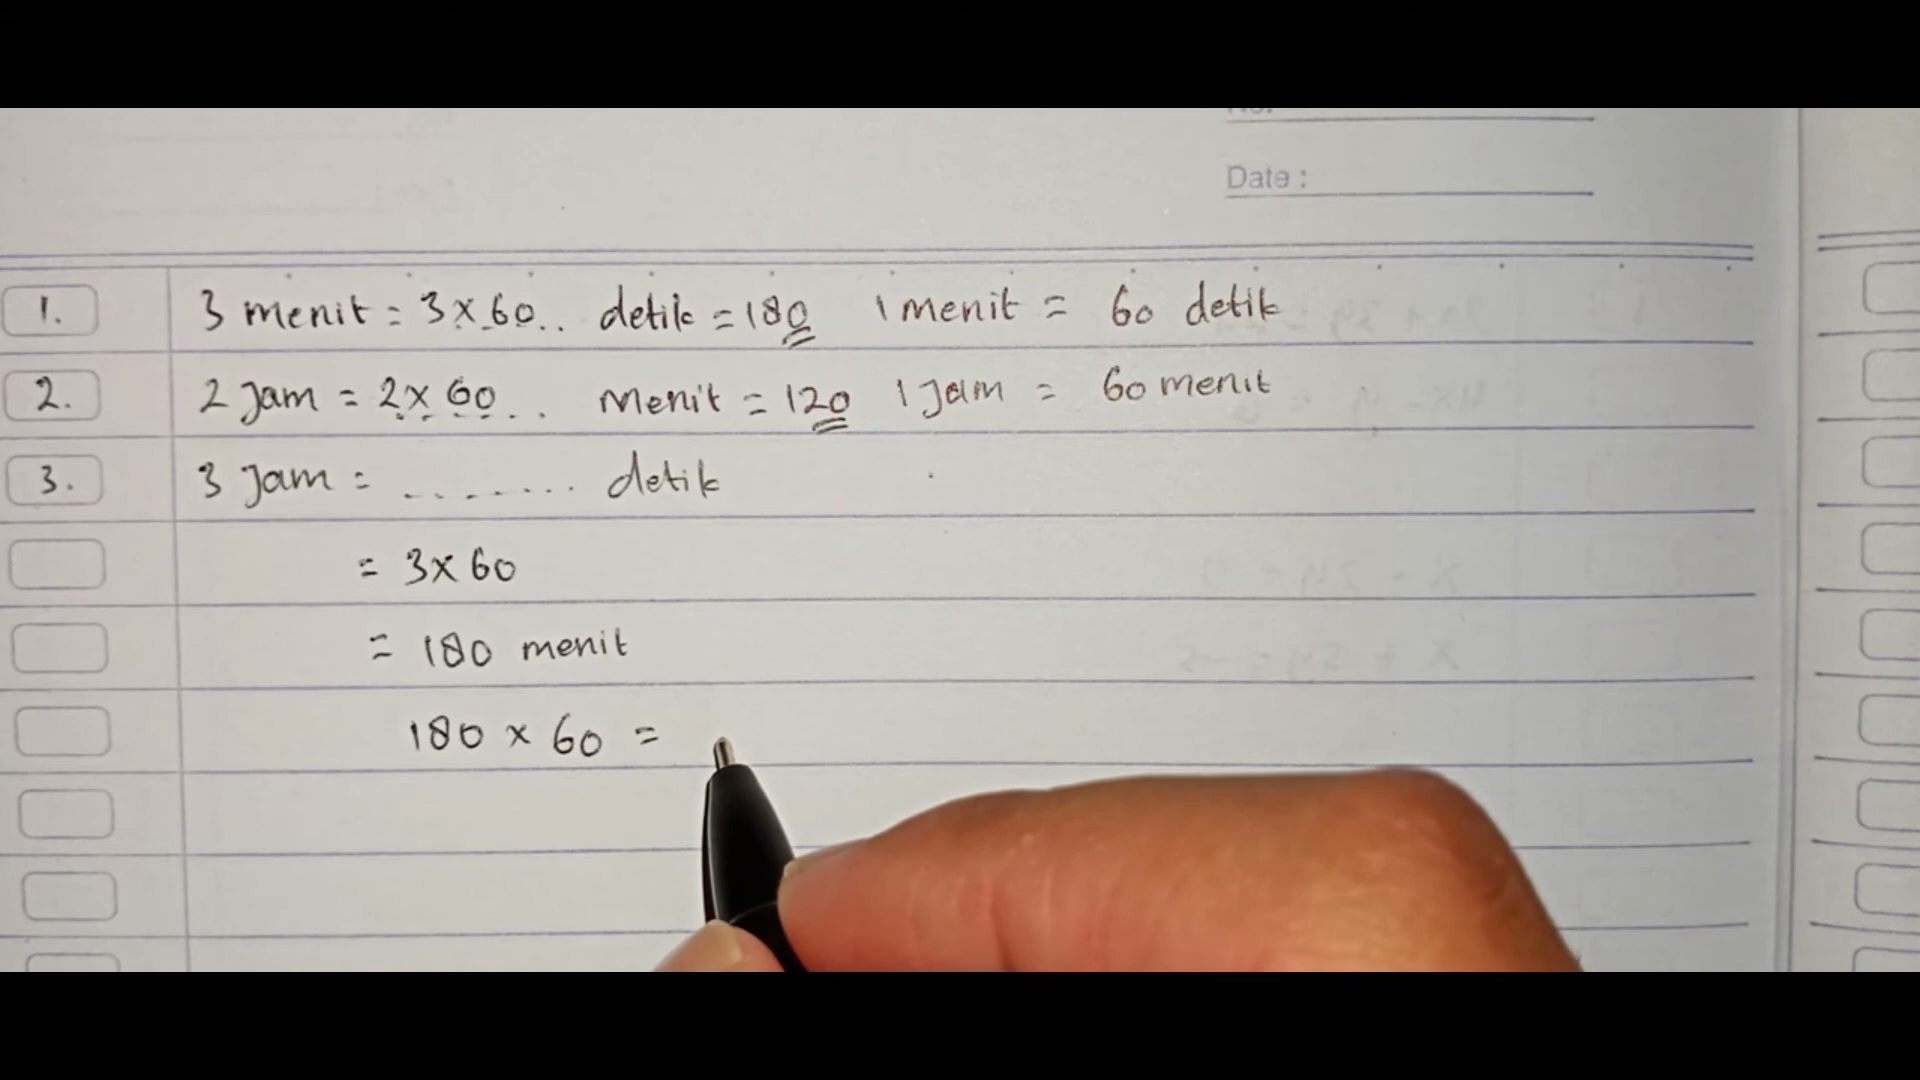 Date :
1. 3 menit = 3 x 60.. detik = 180 1 menit = 60 detik
2. 2 Jam = 2 x 60.. Menit = 120 1 Jam = 60 menit
3. 3 Jam = ........ detik
= 3 x 60
= 180 menit
180 x 60 =